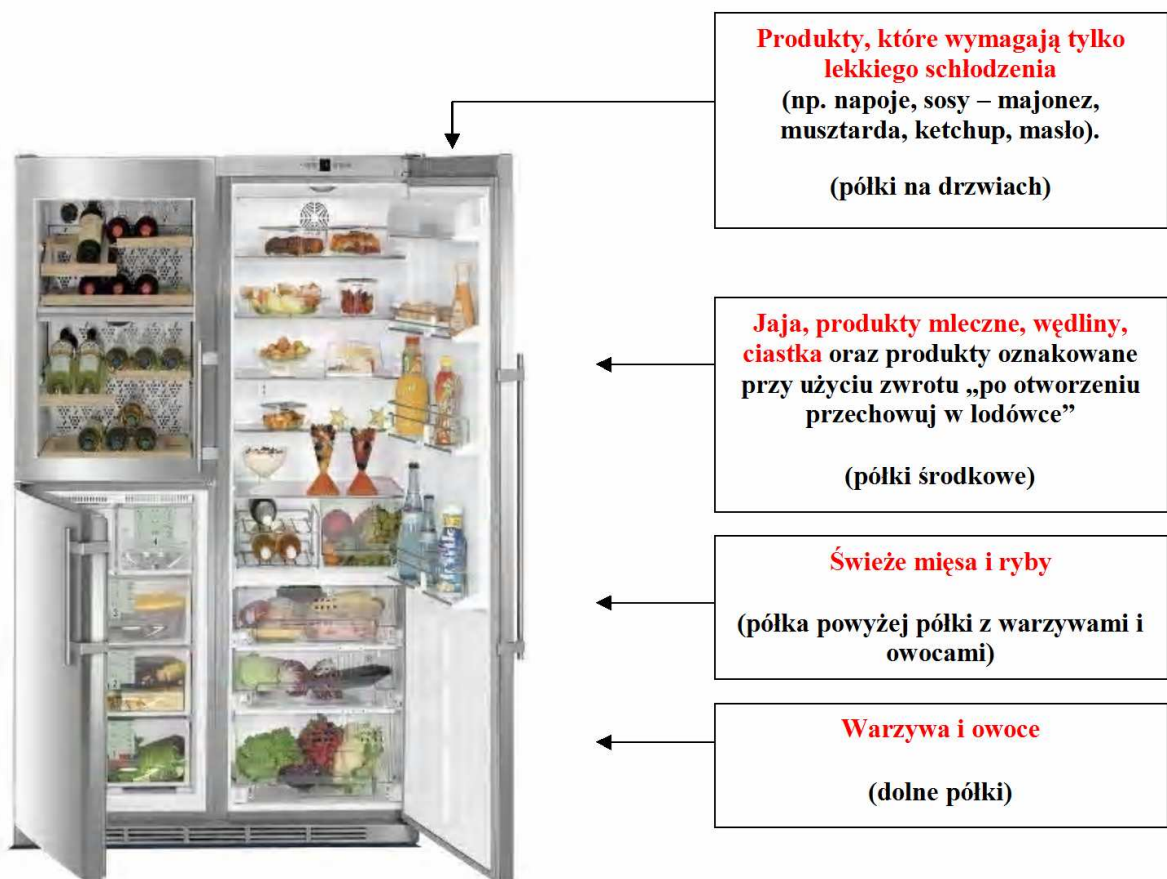 Produkty, które wymagają tylko
lekkiego schłodzenia
(np. napoje, sosy – majonez,
musztarda, ketchup, masło).
(półki na drzwiach)
Jaja, produkty mleczne, wędliny,
ciastka oraz produkty oznakowane
przy użyciu zwrotu „po otworzeniu
przechowuj w lodówce”
(półki środkowe)
Świeże mięsa i ryby
(półka powyżej półki z warzywami i
owocami)
Warzywa i owoce
(dolne półki)